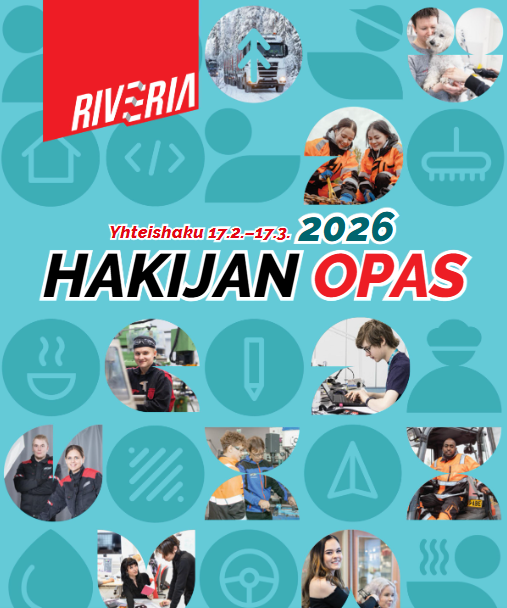 RIVERIA
Yhteishaku 17.2.–17.3. 2026
HAKIJAN OPAS